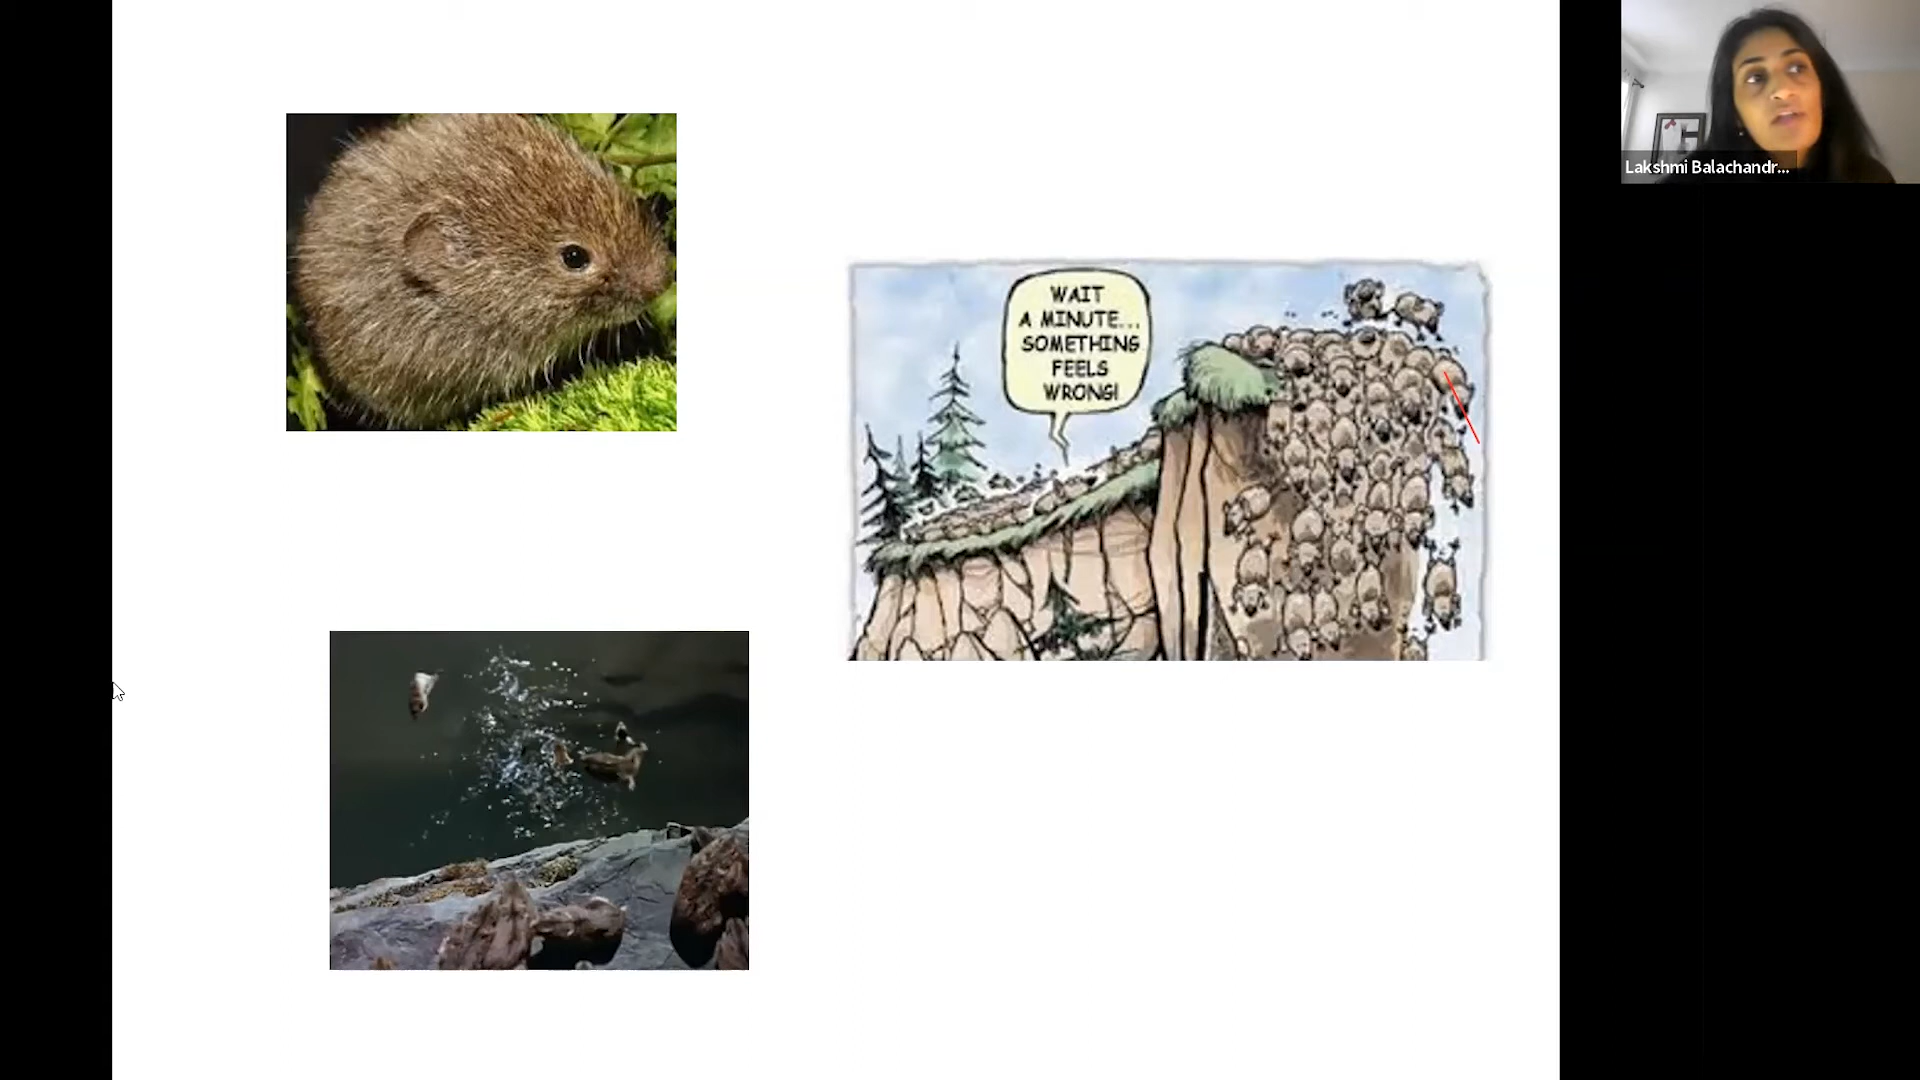 Lakshmi Balachandr...
WAIT
A MINUTE...
SOMETHING
FEELS
WRONG!